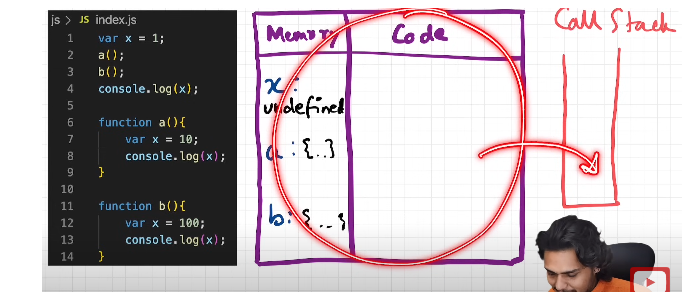 js > JS index.js
1 var x = 1;
2 a();
3 b();
4 console.log(x);
5
6 function a(){
7 var x = 10;
8 console.log(x);
9 }
10
11 function b(){
12 var x = 100;
13 console.log(x);
14 }
Memory Code
x :
undefined
a : {..}
b : {...}
Call Stack